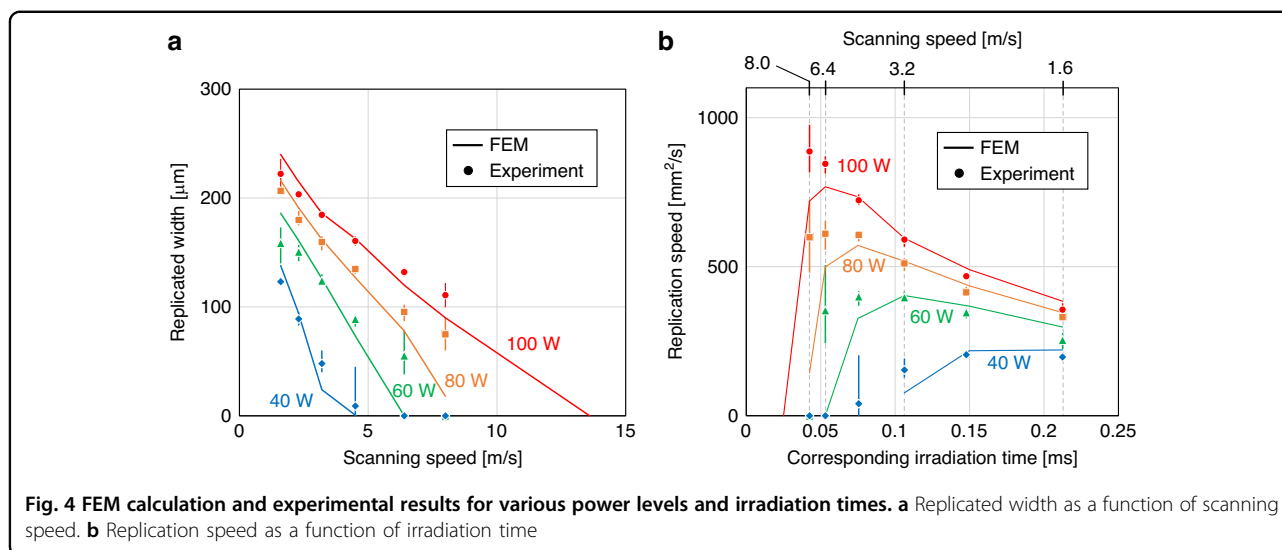 a
300
200
100
0
Replicated width [μm]
FEM
Experiment
100 W
80 W
60 W
40 W
0
5
10
15
Scanning speed [m/s]
b
Scanning speed [m/s]
8.0
6.4
3.2
1.6
1000
500
0
Replication speed [mm²/s]
FEM
Experiment
100 W
80 W
60 W
40 W
0
0.05
0.1
0.15
0.2
0.25
Corresponding irradiation time [ms]
Fig. 4 FEM calculation and experimental results for various power levels and irradiation times. a Replicated width as a function of scanning
speed. b Replication speed as a function of irradiation time